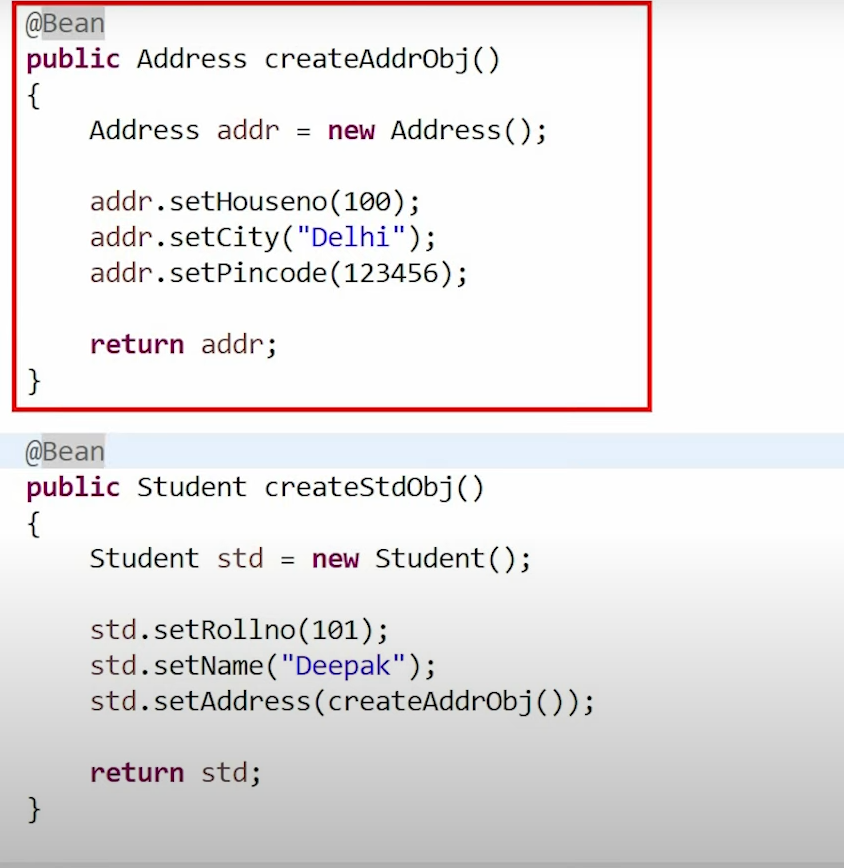 @Bean
public Address createAddrObj()
{
    Address addr = new Address();

    addr.setHouseno(100);
    addr.setCity("Delhi");
    addr.setPincode(123456);

    return addr;
}

@Bean
public Student createStdObj()
{
    Student std = new Student();

    std.setRollno(101);
    std.setName("Deepak");
    std.setAddress(createAddrObj());

    return std;
}